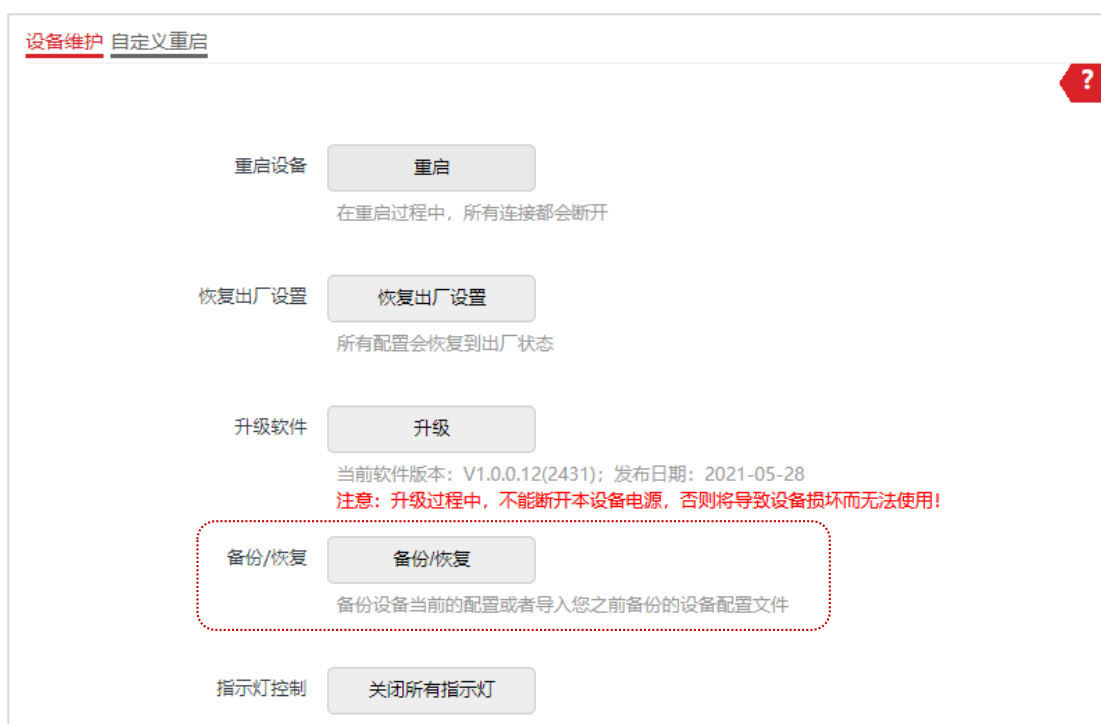 设备维护 自定义重启
?
重启设备 重启
在重启过程中，所有连接都会断开
恢复出厂设置 恢复出厂设置
所有配置会恢复到出厂状态
升级软件 升级
当前软件版本：V1.0.0.12(2431)；发布日期：2021-05-28
注意：升级过程中，不能断开本设备电源，否则将导致设备损坏而无法使用！
备份/恢复 备份/恢复
备份设备当前的配置或者导入您之前备份的设备配置文件
指示灯控制 关闭所有指示灯